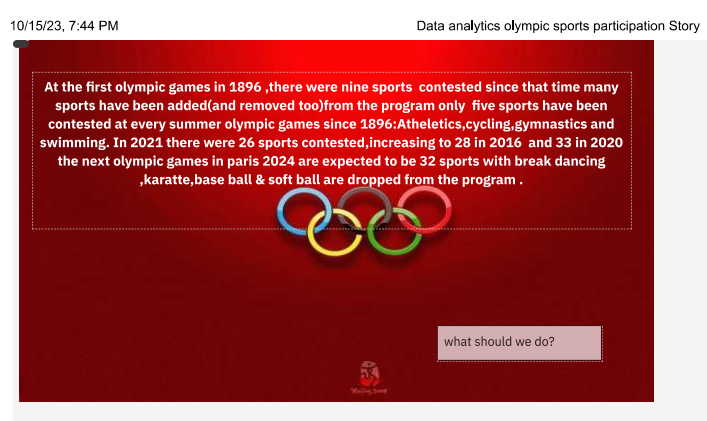 10/15/23, 7:44 PM
Data analytics olympic sports participation Story
At the first olympic games in 1896 ,there were nine sports contested since that time many
sports have been added(and removed too)from the program only five sports have been
contested at every summer olympic games since 1896:Atheletics,cycling,gymnastics and
swimming. In 2021 there were 26 sports contested,increasing to 28 in 2016 and 33 in 2020
the next olympic games in paris 2024 are expected to be 32 sports with break dancing
,karatte,base ball & soft ball are dropped from the program .
what should we do?